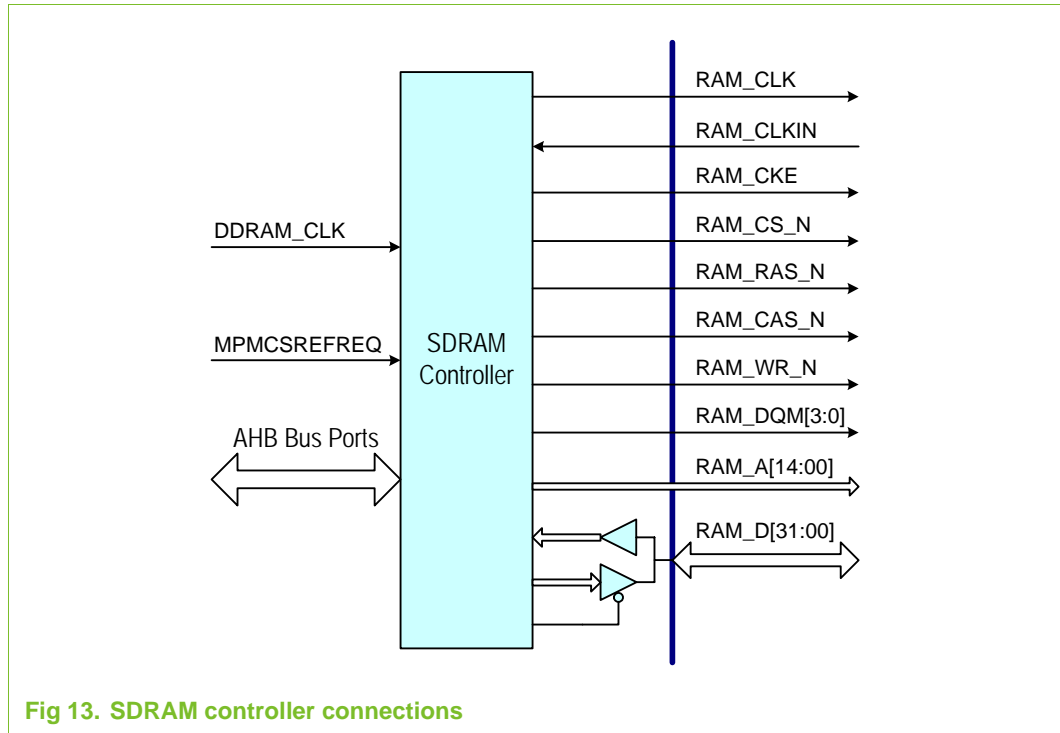 RAM_CLK
RAM_CLKIN
RAM_CKE
DDRAM_CLK
RAM_CS_N
RAM_RAS_N
MPMCSREFREQ
SDRAM
Controller
RAM_CAS_N
RAM_WR_N
RAM_DQM[3:0]
AHB Bus Ports
RAM_A[14:00]
RAM_D[31:00]
Fig 13. SDRAM controller connections